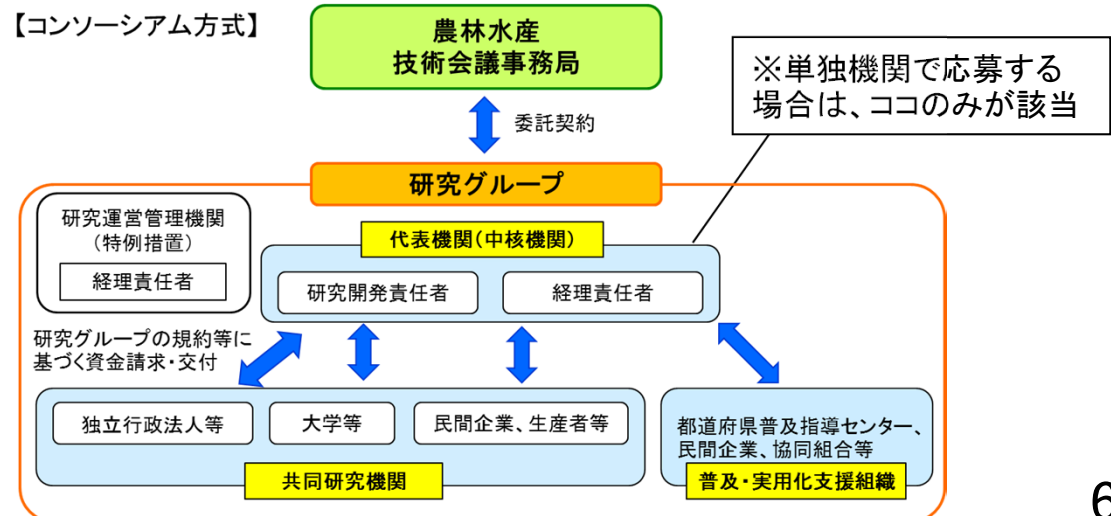 【コンソーシアム方式】
農林水産
技術会議事務局
※単独機関で応募する
場合は、ココのみが該当
委託契約
研究グループ
研究運営管理機関
(特例措置)
経理責任者
代表機関(中核機関)
研究開発責任者
経理責任者
研究グループの規約等に
基づく資金請求・交付
独立行政法人等
大学等
民間企業、生産者等
共同研究機関
都道府県普及指導センター、
民間企業、協同組合等
普及・実用化支援組織
6